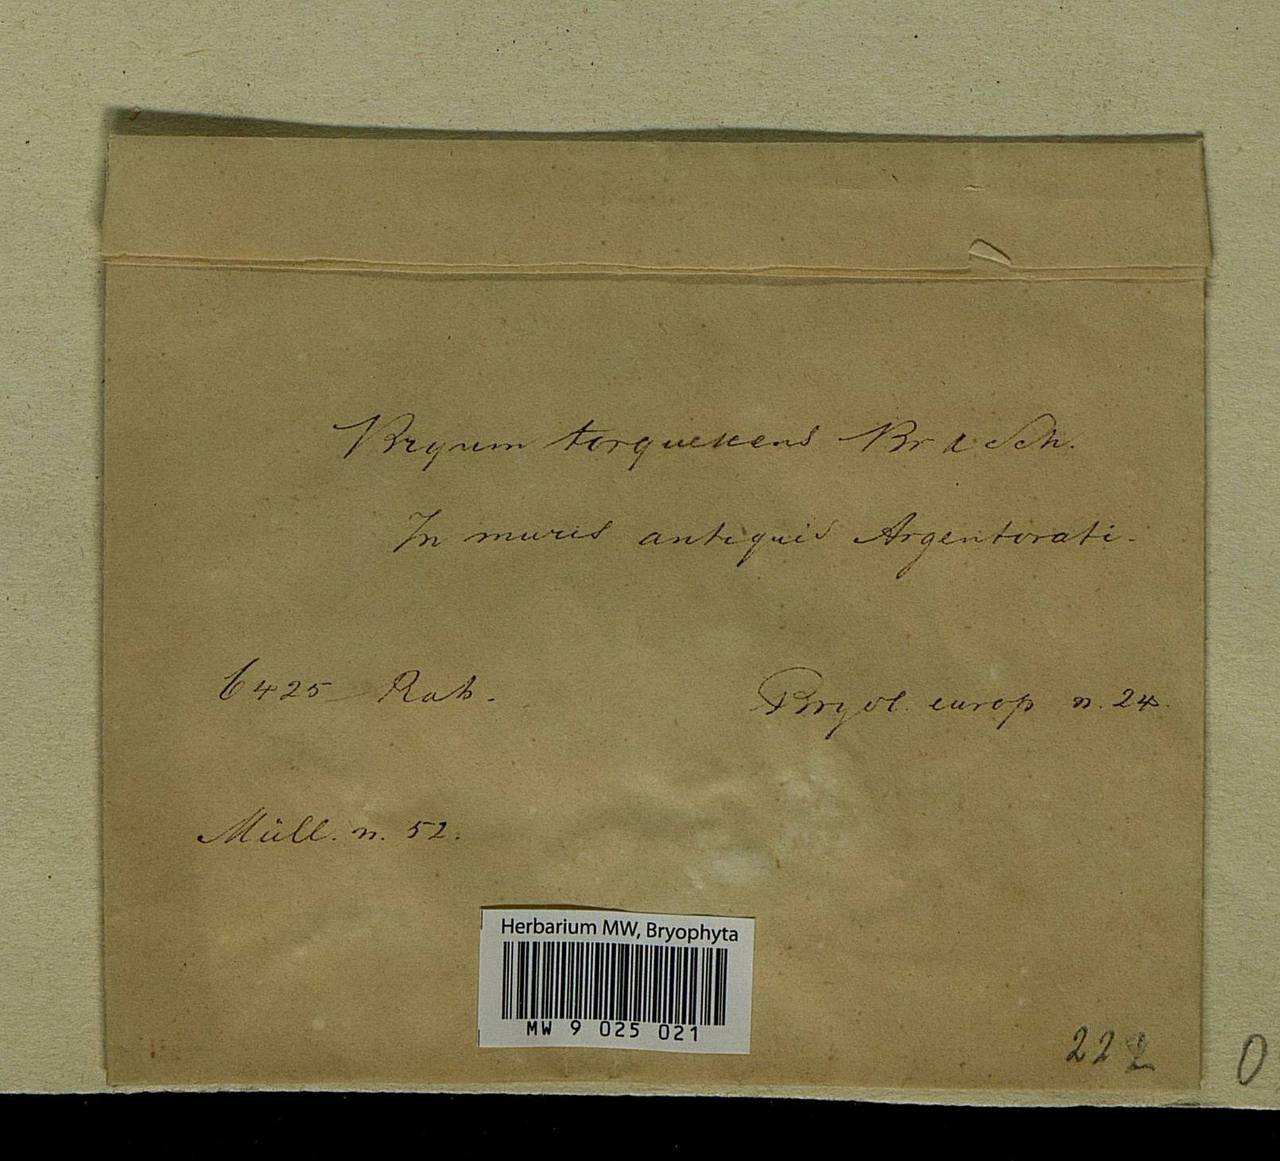 Bryum torquescens Br & Sch.
In muris antiquis Argentorati.
6425 Rab.
Bryol. europ n. 24.
Müll. n. 52.
Herbarium MW, Bryophyta
MW 9 025 021
222
0